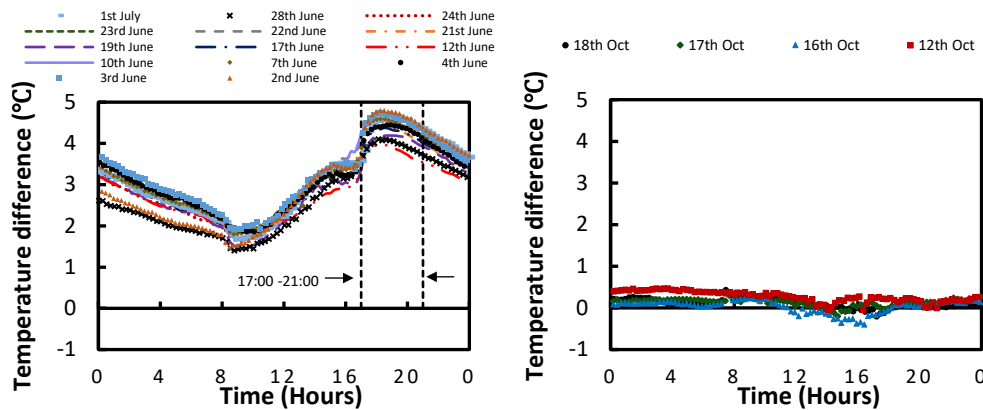 1st July 28th June 24th June
23rd June 22nd June 21st June
19th June 17th June 12th June
10th June 7th June 4th June
3rd June 2nd June
Temperature difference (°C)
5
4
3
2
1
0
-1
17:00 -21:00
0 4 8 12 16 20 0
Time (Hours)
18th Oct 17th Oct 16th Oct 12th Oct
Temperature difference (°C)
5
4
3
2
1
0
-1
0 4 8 12 16 20 0
Time (Hours)